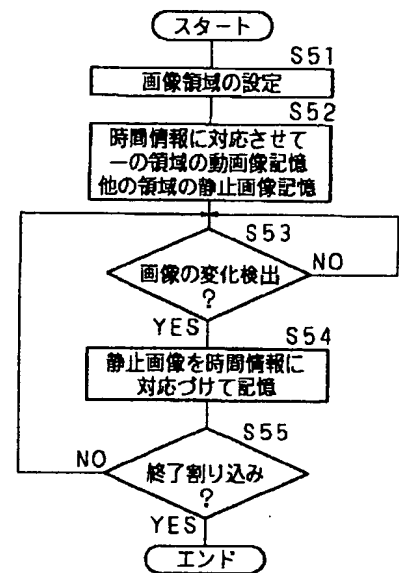 スタート
S51
画像領域の設定
S52
時間情報に対応させて
一の領域の動画像記憶
他の領域の静止画像記憶
S53
画像の変化検出
?
NO
YES
S54
静止画像を時間情報に
対応づけて記憶
S55
NO
終了割り込み
?
YES
エンド